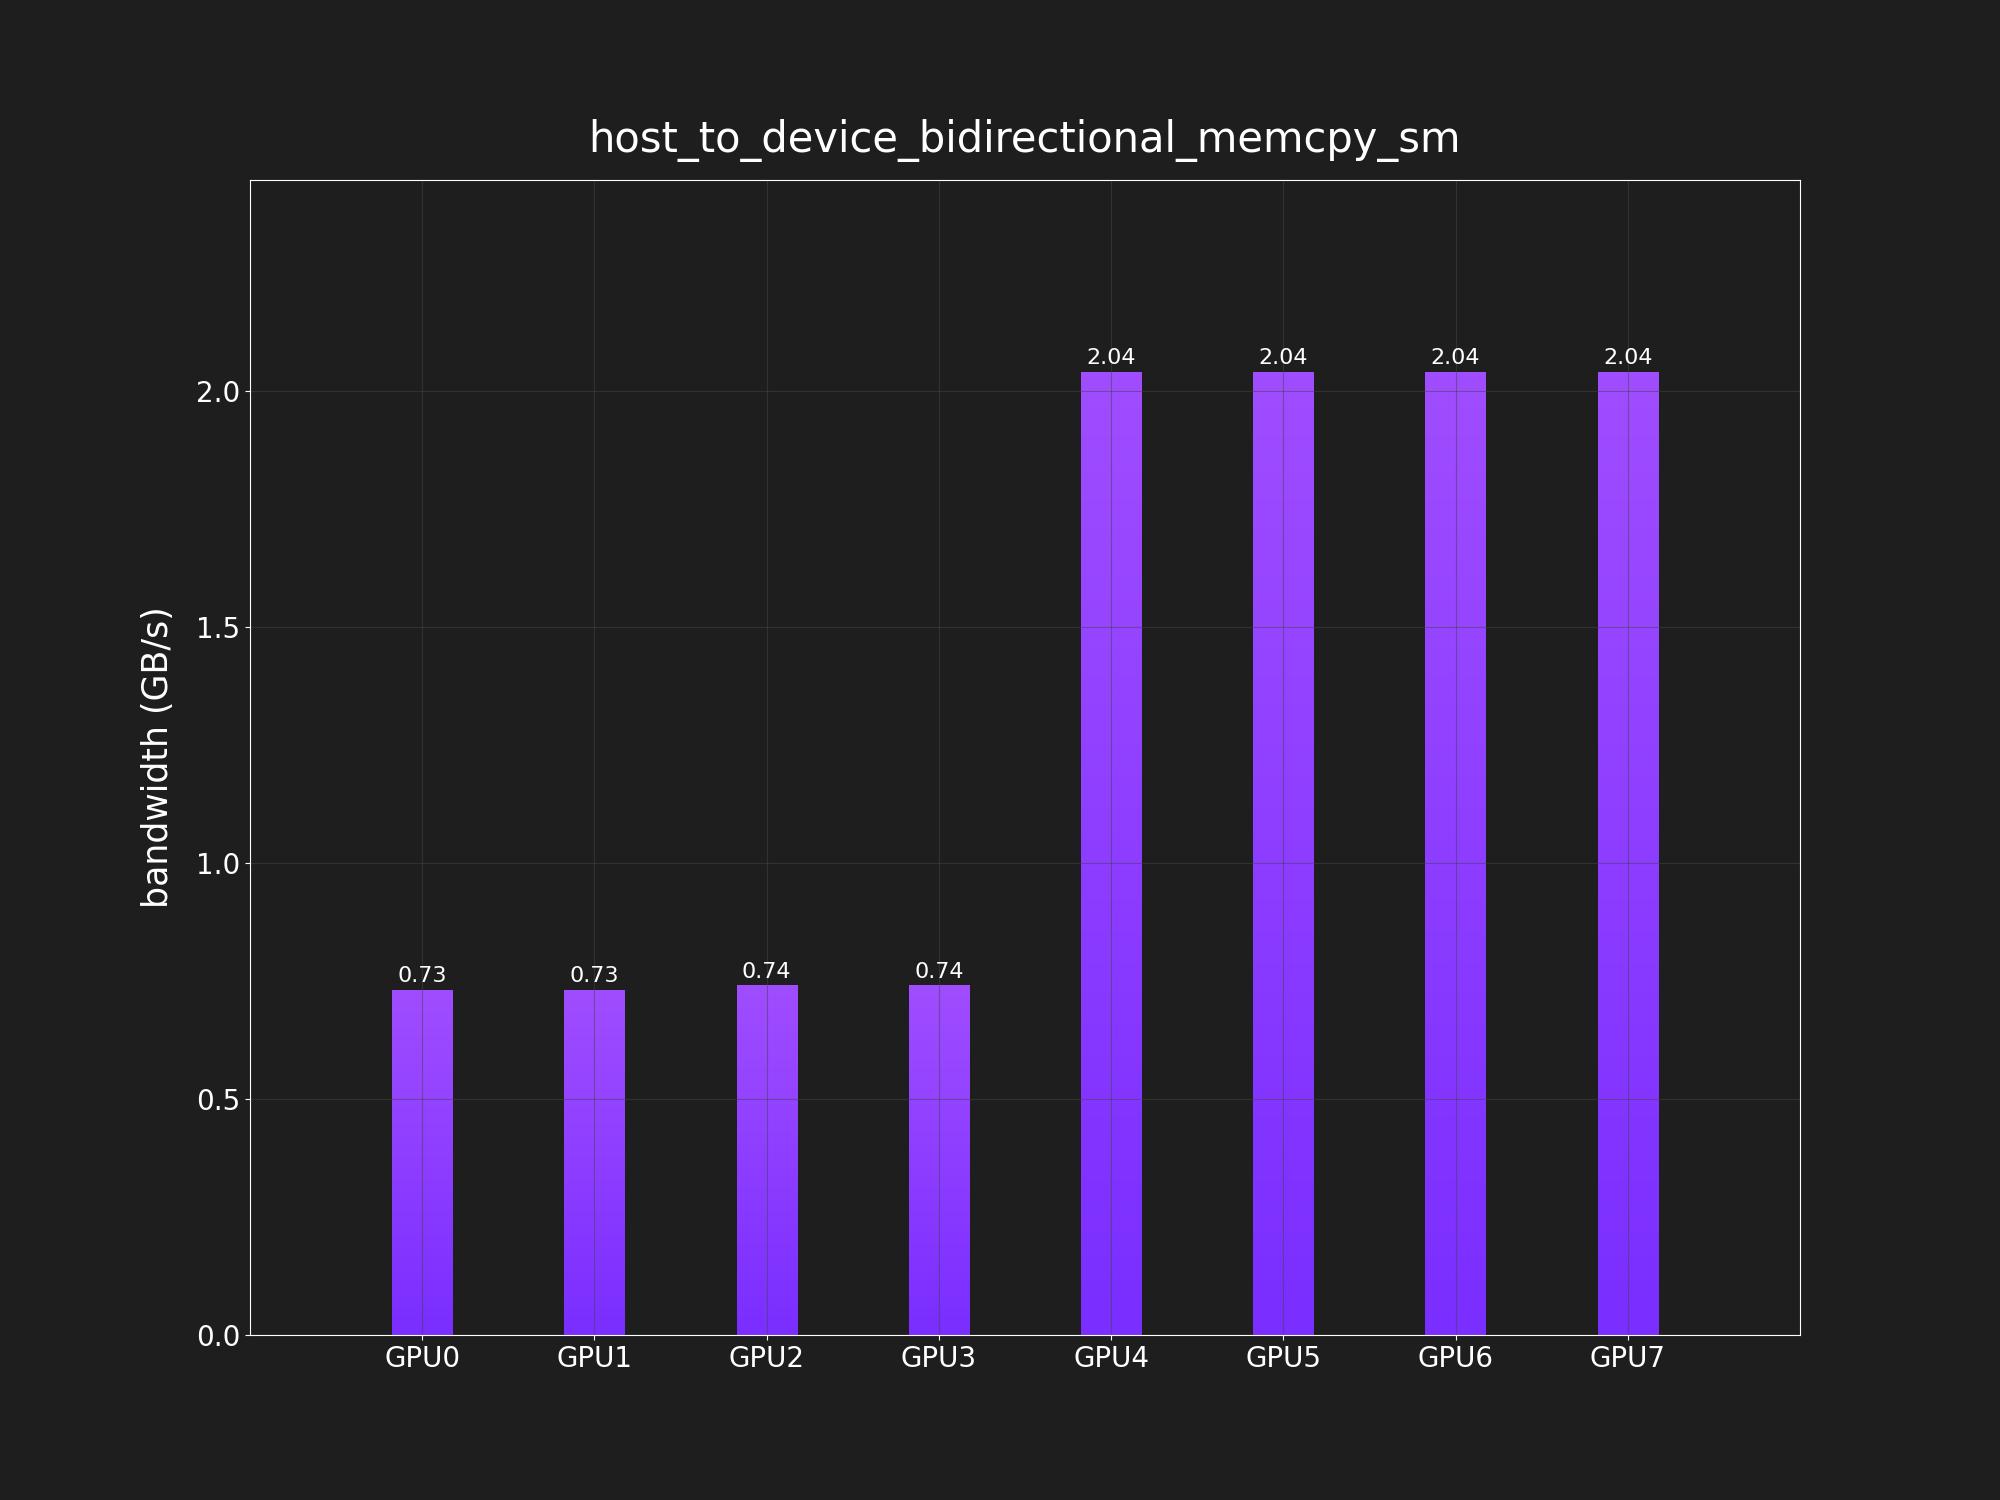 host_to_device_bidirectional_memcpy_sm
bandwidth (GB/s)
2.0
1.5
1.0
0.5
0.0
0.73 0.73 0.74 0.74 2.04 2.04 2.04 2.04
GPU0 GPU1 GPU2 GPU3 GPU4 GPU5 GPU6 GPU7